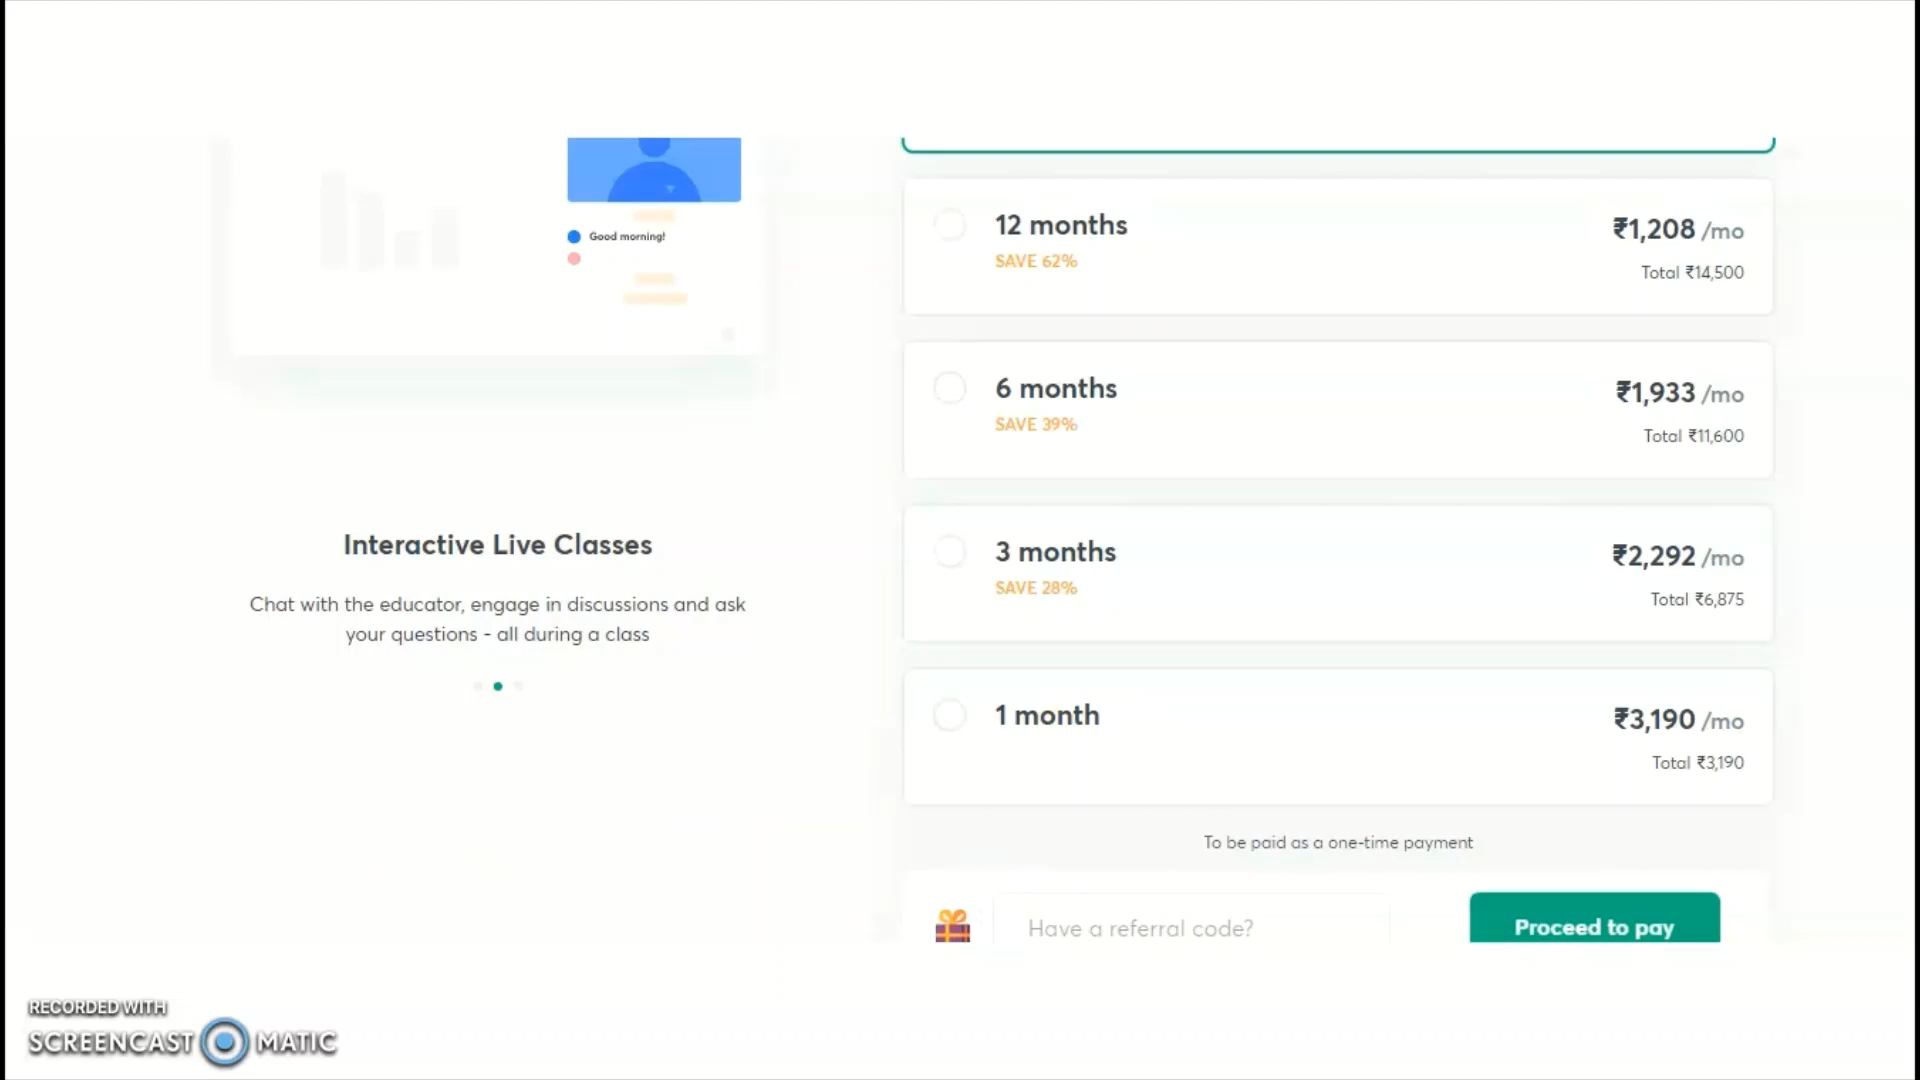 Good morning!
Interactive Live Classes
Chat with the educator, engage in discussions and ask
your questions - all during a class
12 months
₹1,208 /mo
SAVE 62%
Total ₹14,500
6 months
₹1,933 /mo
SAVE 39%
Total ₹11,600
3 months
₹2,292 /mo
SAVE 28%
Total ₹6,875
1 month
₹3,190 /mo
Total ₹3,190
To be paid as a one-time payment
Have a referral code?
Proceed to pay
RECORDED WITH
SCREENCAST MATIC